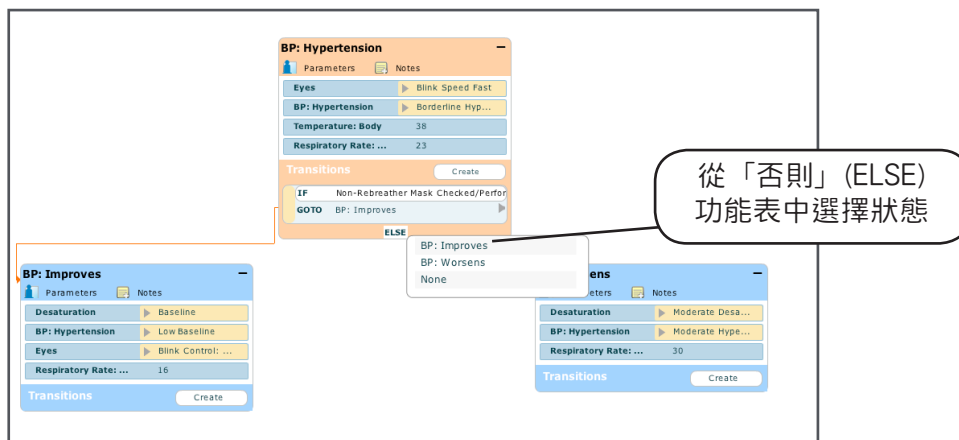 BP: Hypertension
Parameters Notes
Eyes Blink Speed Fast
BP: Hypertension Borderline Hyp...
Temperature: Body 38
Respiratory Rate: ... 23
Transitions Create
IF Non-Rebreather Mask Checked/Perfor
GOTO BP: Improves
ELSE
BP: Improves
BP: Worsens
None
從「否則」(ELSE)
功能表中選擇狀態
BP: Improves
Parameters Notes
Desaturation Baseline
BP: Hypertension Low Baseline
Eyes Blink Control: ...
Respiratory Rate: ... 16
Transitions Create
sens
eters Notes
Desaturation Moderate Desa...
BP: Hypertension Moderate Hype...
Respiratory Rate: ... 30
Transitions Create